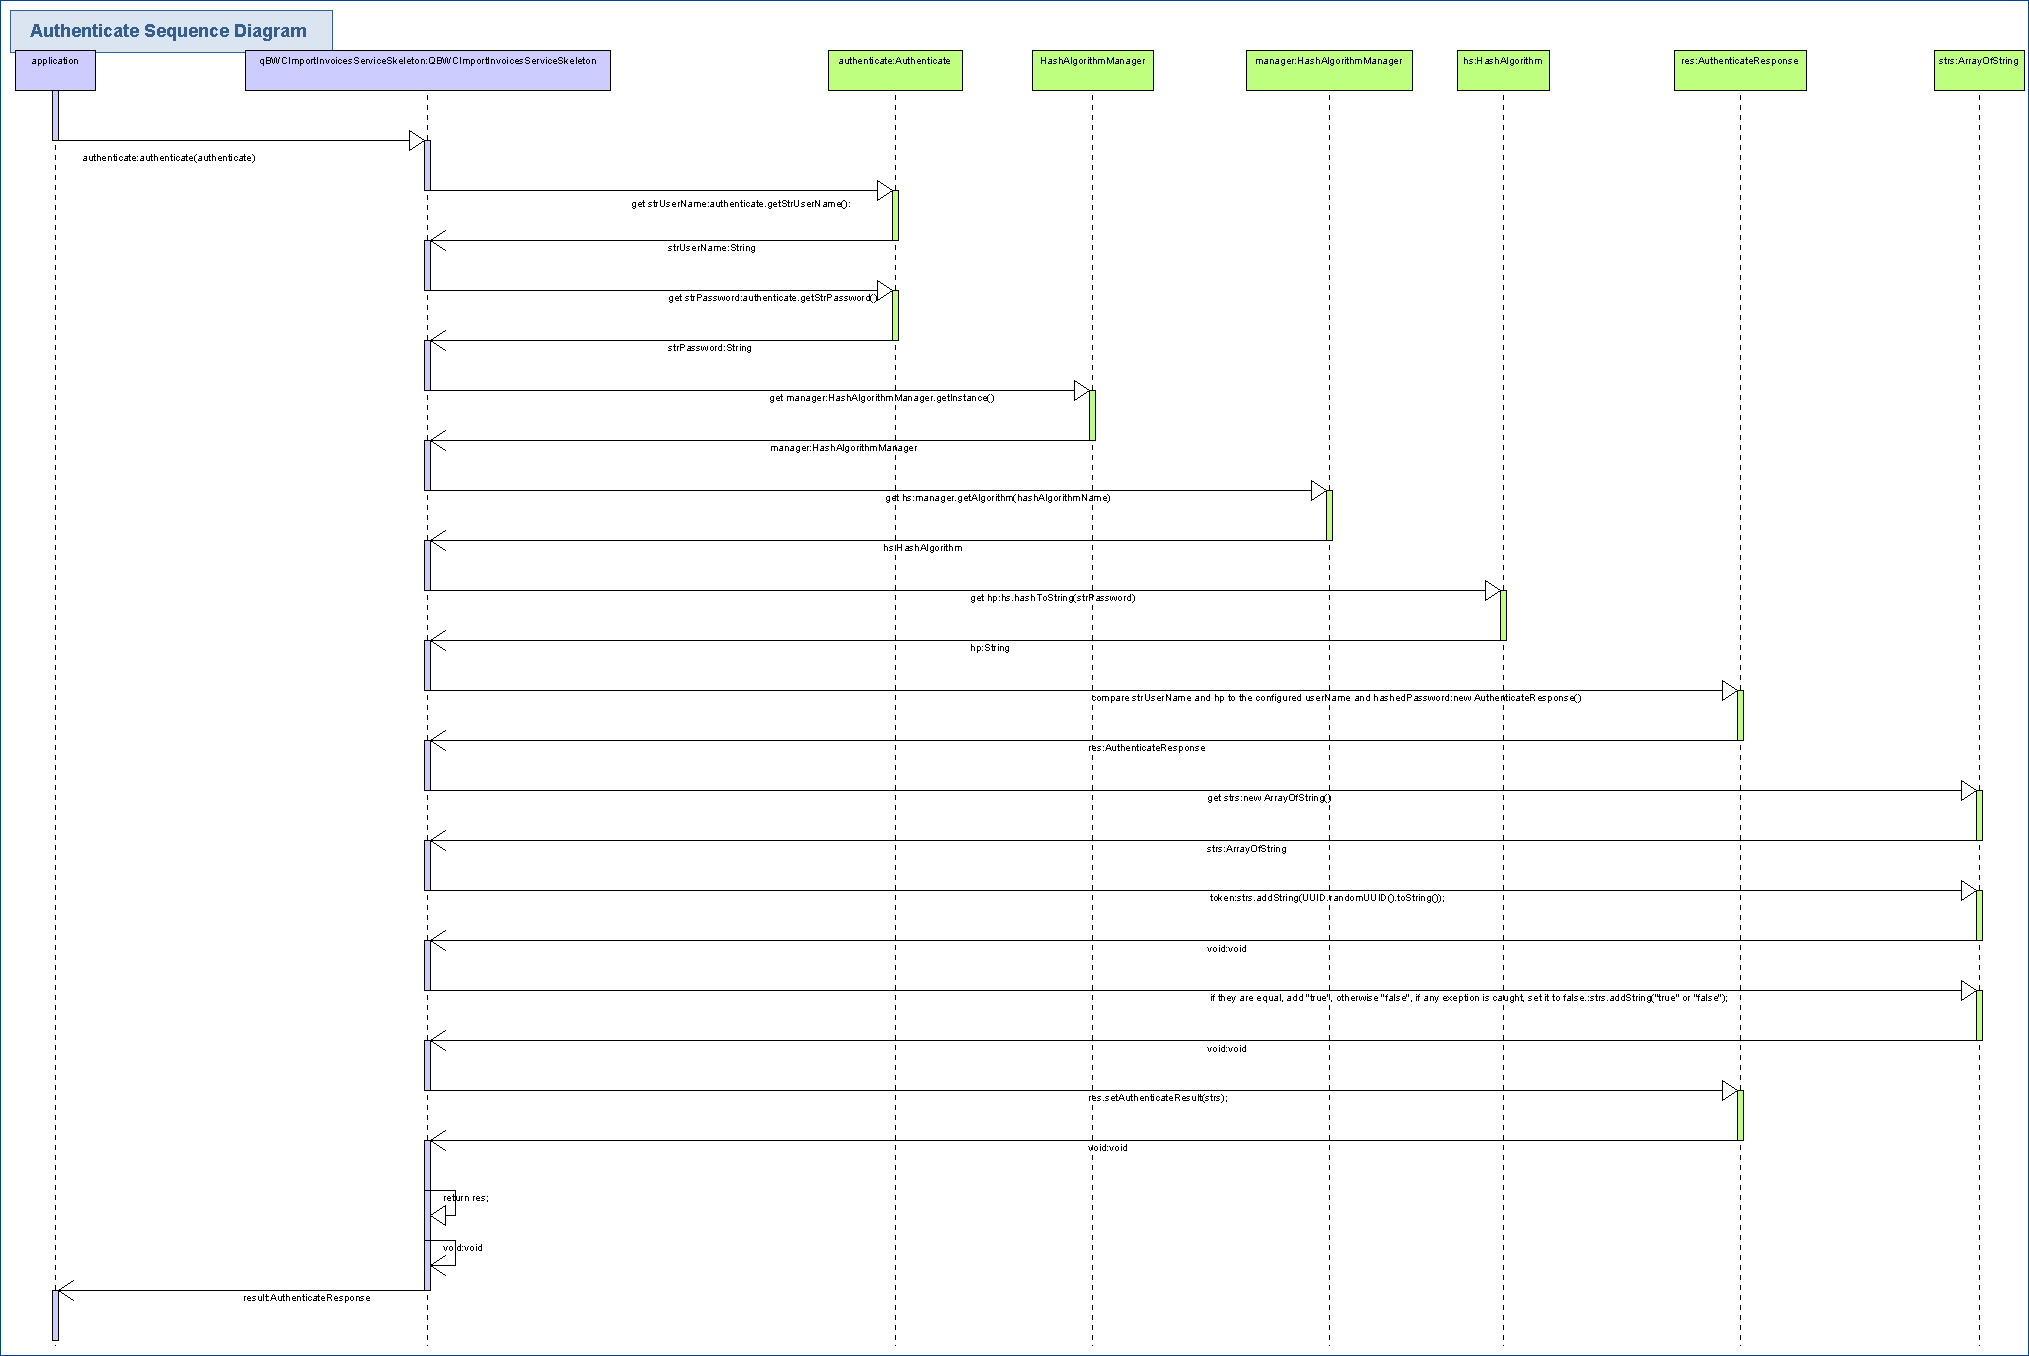 Authenticate Sequence Diagram
application
qBWCImportInvoicesServiceSkeleton:QBWCImportInvoicesServiceSkeleton
authenticate:Authenticate
HashAlgorithmManager
manager:HashAlgorithmManager
hs:HashAlgorithm
res:AuthenticateResponse
strs:ArrayOfString
authenticate:authenticate(authenticate)
get strUserName:authenticate.getStrUserName():
strUserName:String
get strPassword:authenticate.getStrPassword()
strPassword:String
get manager:HashAlgorithmManager.getInstance()
manager:HashAlgorithmManager
get hs:manager.getAlgorithm(hashAlgorithmName)
hs:HashAlgorithm
get hp:hs.hashToString(strPassword)
hp:String
compare strUserName and hp to the configured userName and hashedPassword:new AuthenticateResponse()
res:AuthenticateResponse
get strs:new ArrayOfString()
strs:ArrayOfString
token:strs.addString(UUID.randomUUID().toString());
void:void
if they are equal, add "true", otherwise "false", if any exeption is caught, set it to false.:strs.addString("true" or "false");
void:void
res.setAuthenticateResult(strs);
void:void
return res;
void:void
result:AuthenticateResponse